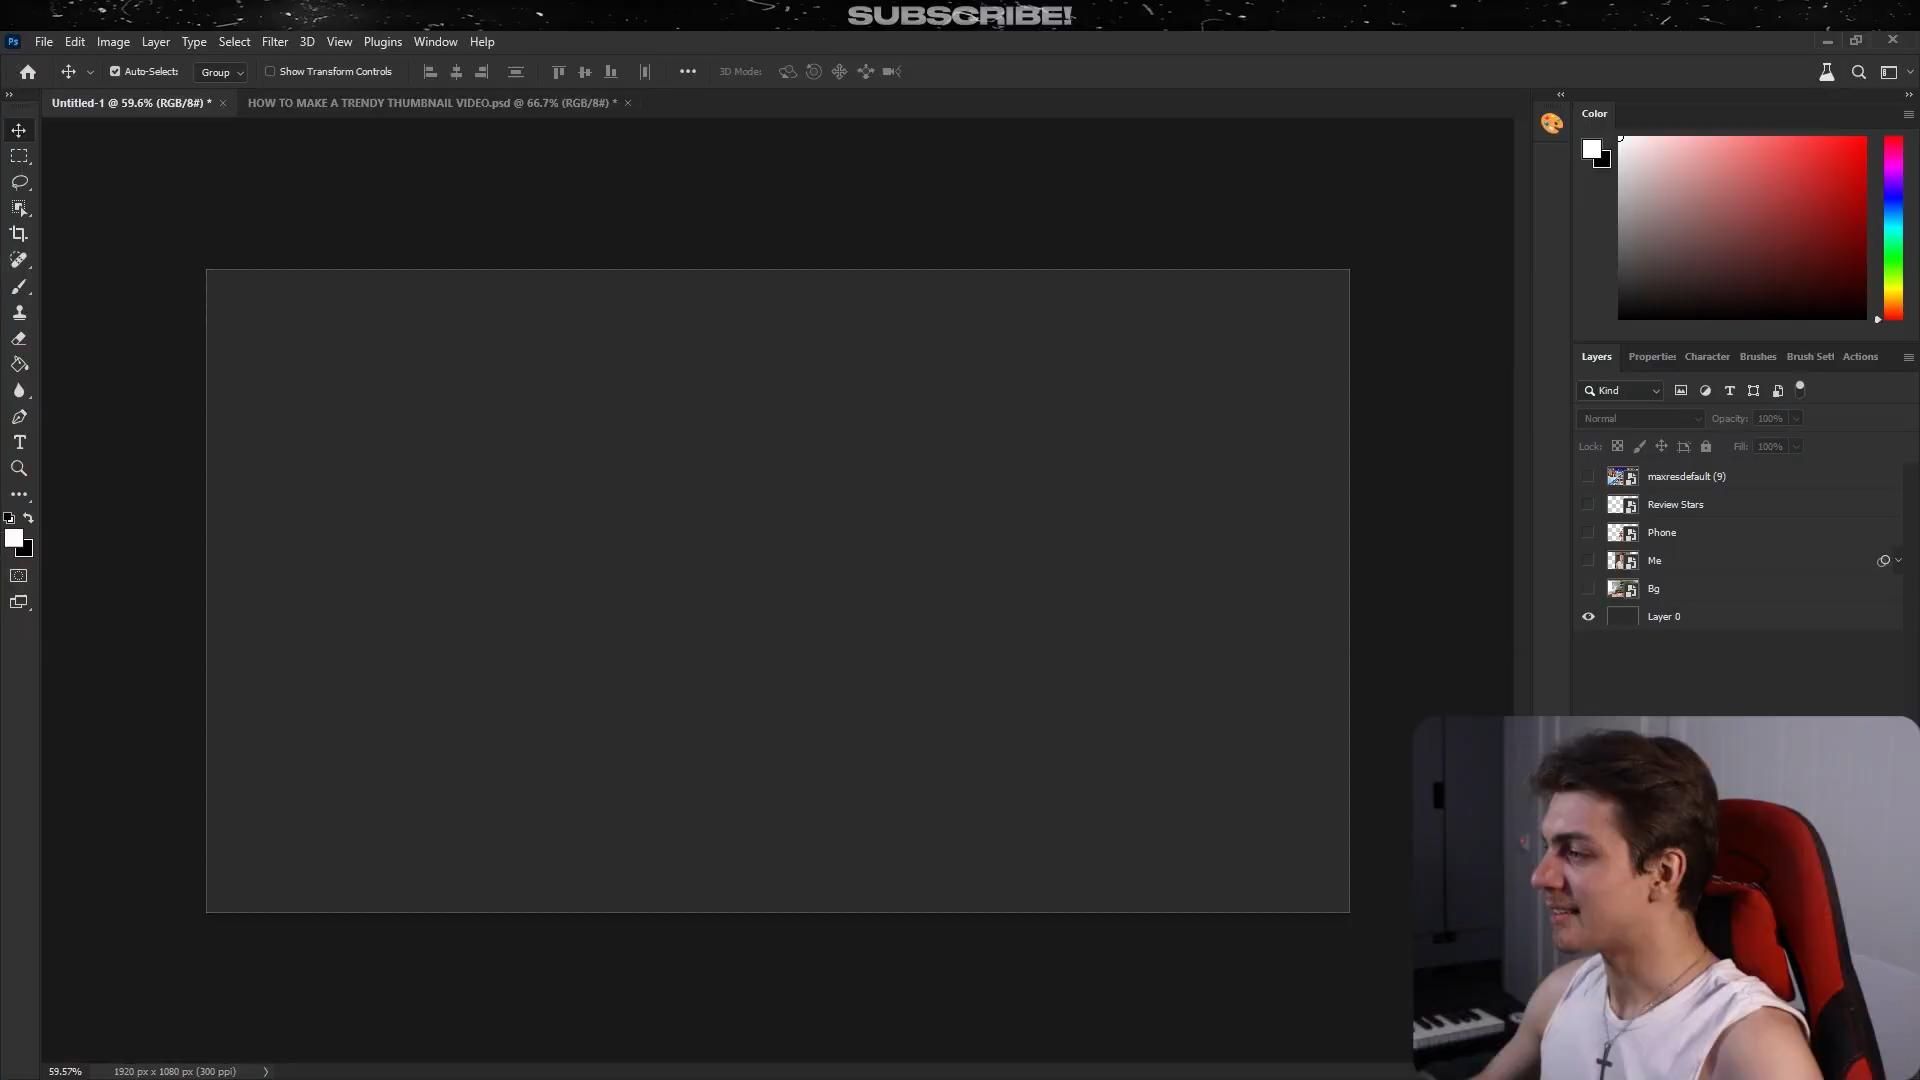 SUBSCRIBE!
Ps File Edit Image Layer Type Select Filter 3D View Plugins Window Help
Auto-Select: Group Show Transform Controls 3D Mode:
Untitled-1 @ 59.6% (RGB/8#) * × HOW TO MAKE A TRENDY THUMBNAIL VIDEO.psd @ 66.7% (RGB/8#) * ×
Color
Layers Properties Character Brushes Brush Sett Actions
Kind
Normal Opacity: 100%
Lock: Fill: 100%
maxresdefault (9)
Review Stars
Phone
Me
Bg
Layer 0
59.57% 1920 px x 1080 px (300 ppi)